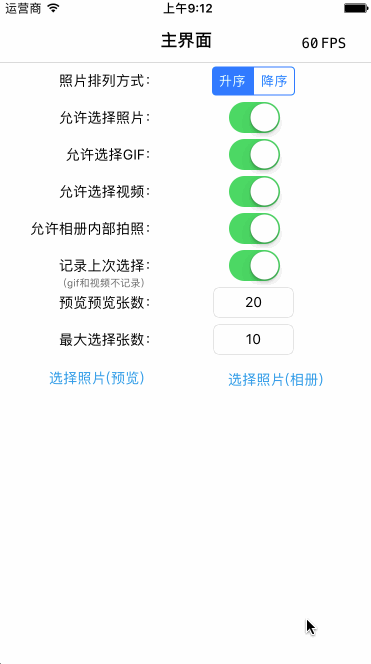 运营商 上午9:12
主界面 60 FPS
照片排列方式: 升序 降序
允许选择照片:
允许选择GIF:
允许选择视频:
允许相册内部拍照:
记录上次选择:
(gif和视频不记录)
预览预览张数: 20
最大选择张数: 10
选择照片(预览) 选择照片(相册)